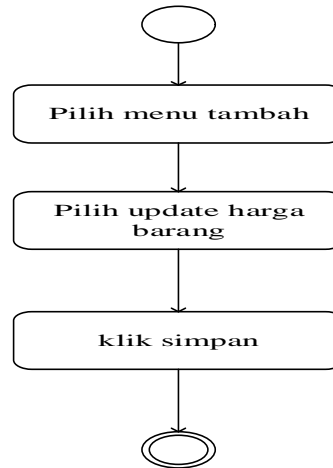 Pilih menu tambah
Pilih update harga
barang
klik simpan